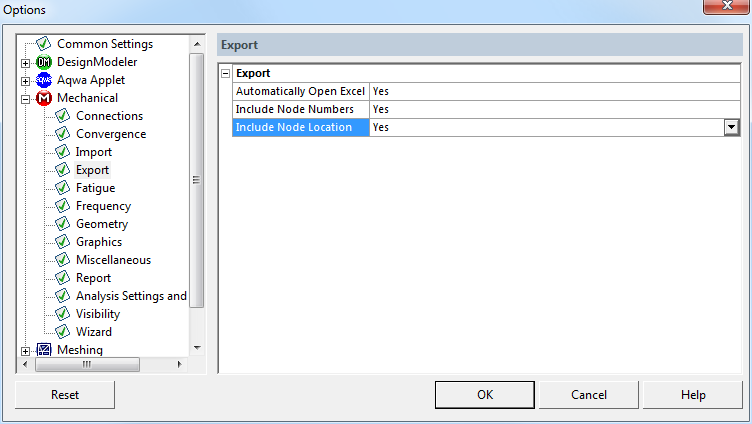 Options
Common Settings
DM DesignModeler
AQWA Aqwa Applet
M Mechanical
Connections
Convergence
Import
Export
Fatigue
Frequency
Geometry
Graphics
Miscellaneous
Report
Analysis Settings and
Visibility
Wizard
Meshing
Export
Export
Automatically Open Excel Yes
Include Node Numbers Yes
Include Node Location Yes
Reset
OK
Cancel
Help